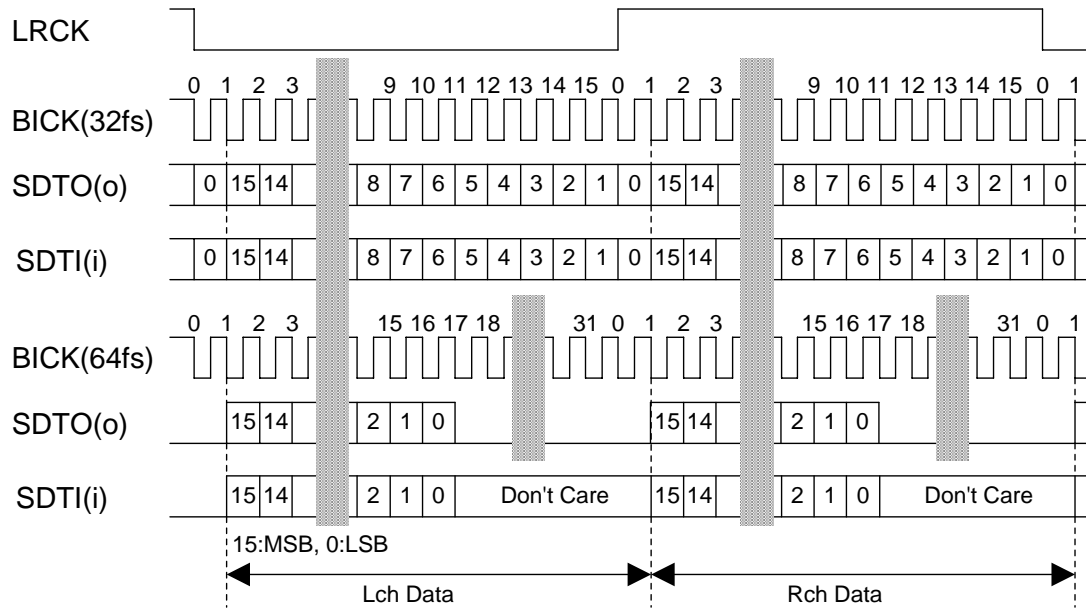 LRCK
0 1 2 3 9 10 11 12 13 14 15 0 1 2 3 9 10 11 12 13 14 15 0 1
BICK(32fs)
SDTO(o) 0 15 14 8 7 6 5 4 3 2 1 0 15 14 8 7 6 5 4 3 2 1 0
SDTI(i) 0 15 14 8 7 6 5 4 3 2 1 0 15 14 8 7 6 5 4 3 2 1 0
0 1 2 3 15 16 17 18 31 0 1 2 3 15 16 17 18 31 0 1
BICK(64fs)
SDTO(o) 15 14 2 1 0 15 14 2 1 0
SDTI(i) 15 14 2 1 0 Don't Care 15 14 2 1 0 Don't Care
15:MSB, 0:LSB
Lch Data Rch Data